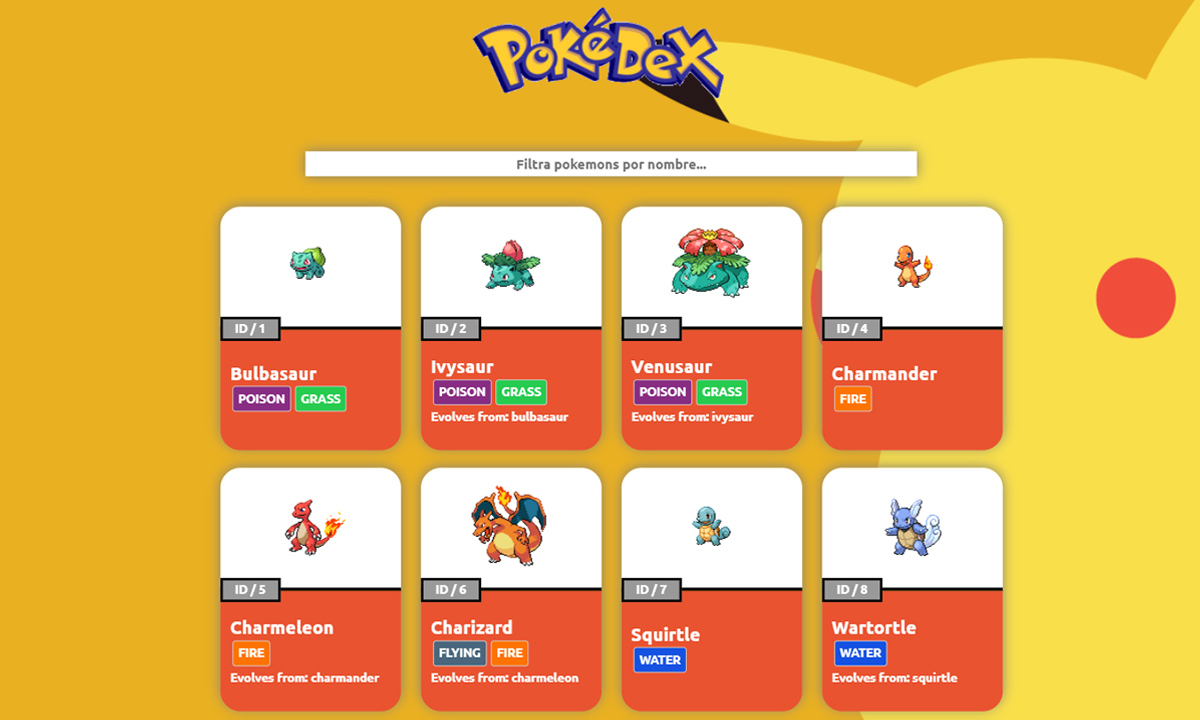 PokéDex
Filtra pokemons por nombre...
ID / 1
Bulbasaur
POISON GRASS
ID / 2
Ivysaur
POISON GRASS
Evolves from: bulbasaur
ID / 3
Venusaur
POISON GRASS
Evolves from: ivysaur
ID / 4
Charmander
FIRE
ID / 5
Charmeleon
FIRE
Evolves from: charmander
ID / 6
Charizard
FLYING FIRE
Evolves from: charmeleon
ID / 7
Squirtle
WATER
ID / 8
Wartortle
WATER
Evolves from: squirtle